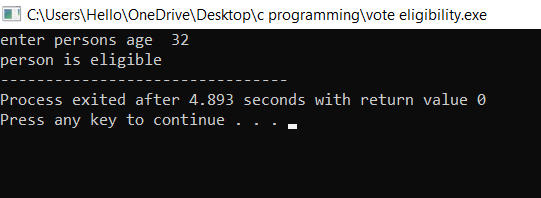 C:\Users\Hello\OneDrive\Desktop\c programming\vote eligibility.exe
enter persons age  32
person is eligible
--------------------------------
Process exited after 4.893 seconds with return value 0
Press any key to continue . . .